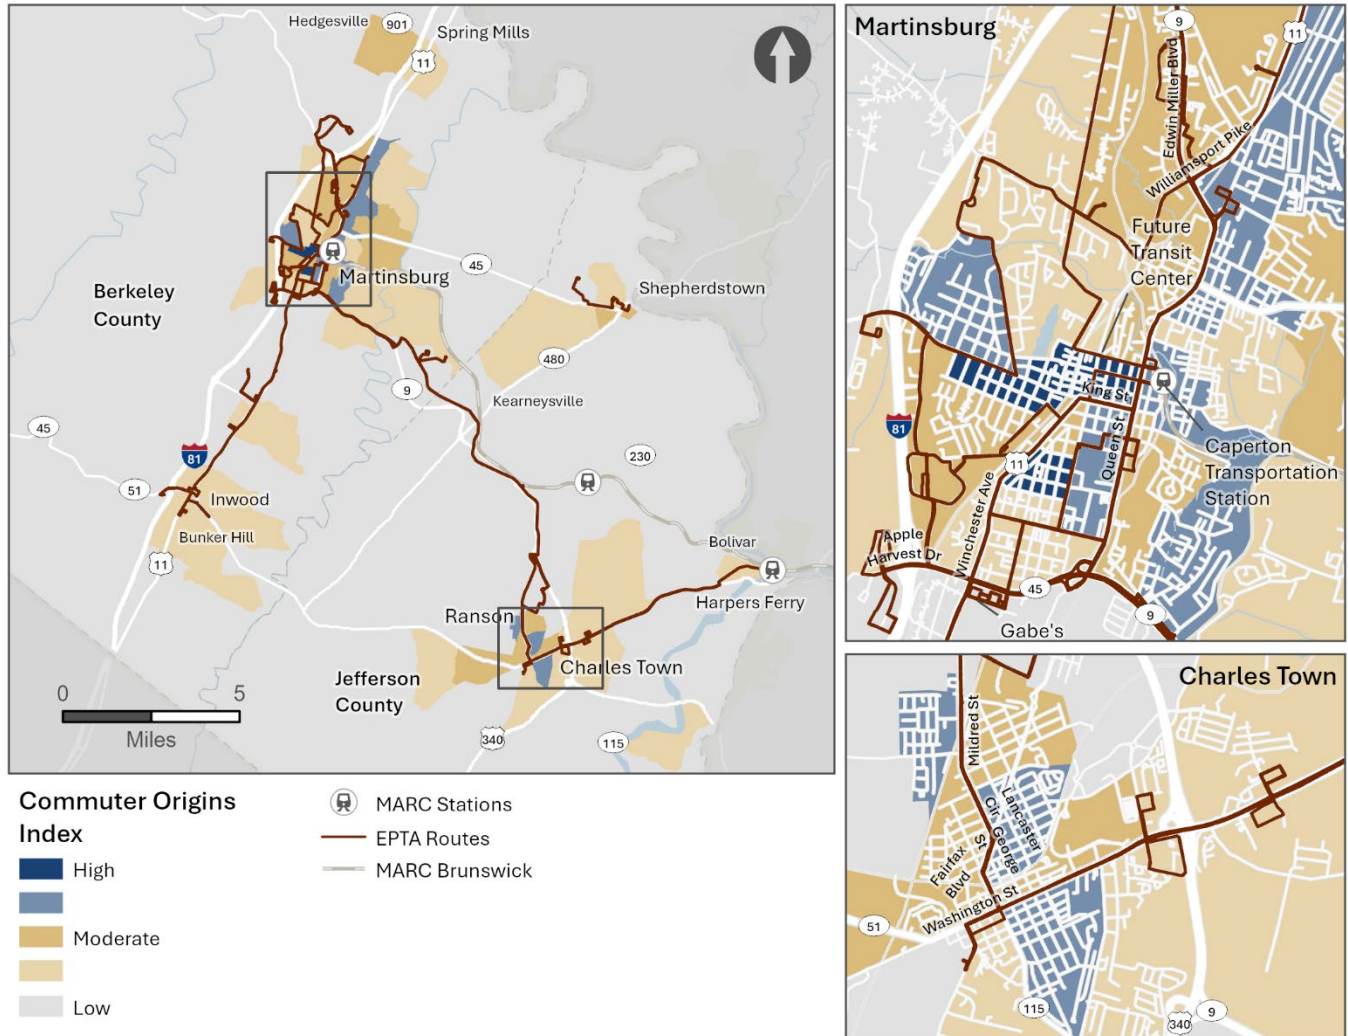 Hedgesville
901
Spring Mills
11
Martinsburg
45
Shepherdstown
Berkeley
County
480
9
Kearneysville
45
81
230
51
Inwood
Bunker Hill
11
Bolivar
Harpers Ferry
Ranson
Charles Town
Jefferson
County
0
5
Miles
340
115
Martinsburg
9
11
Edwin Miller Blvd
Williamsport Pike
Future
Transit
Center
King St
81
11
Queen St
Caperton
Transportation
Station
Winchester Ave
Apple
Harvest Dr
45
9
Gabe's
Charles Town
Mildred St
Lancaster
Cir
George
St
Fairfax
Blvd
Washington St
51
115
340
9
Commuter Origins
Index
High
Moderate
Low
MARC Stations
EPTA Routes
MARC Brunswick